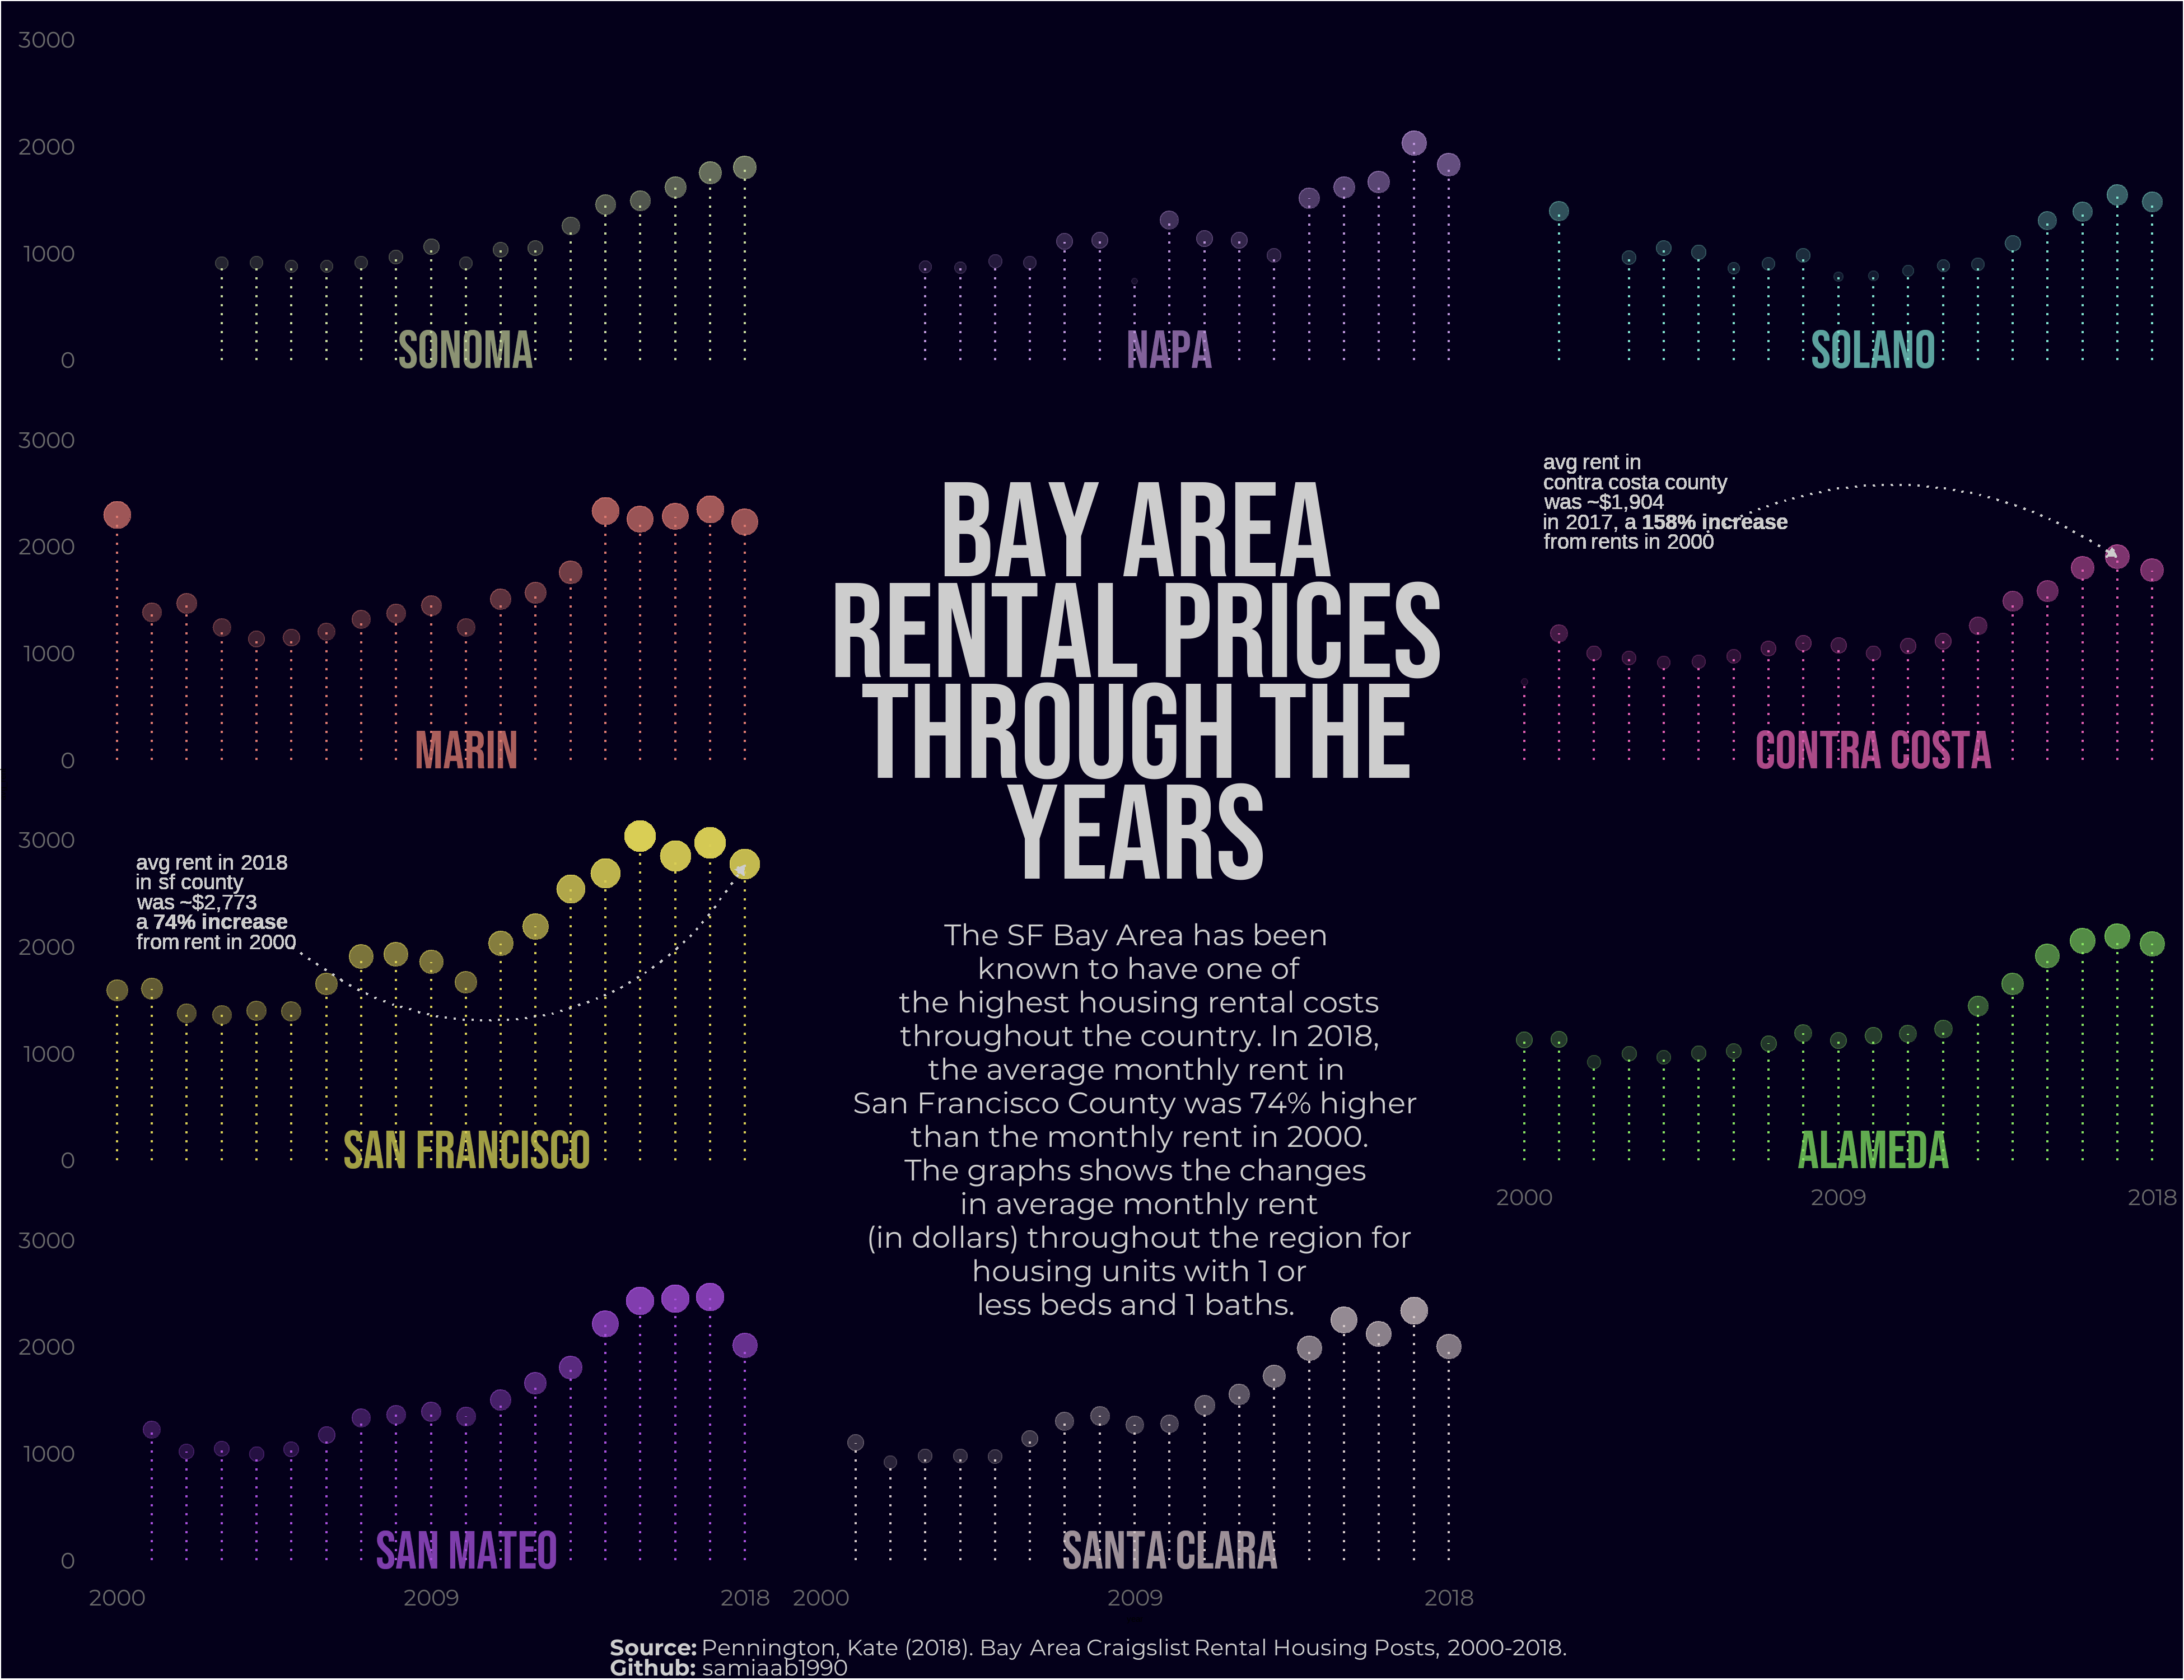 3000
2000
1000
0
SONOMA
NAPA
SOLANO
3000
2000
1000
0
MARIN
BAY AREA
RENTAL PRICES
THROUGH THE
YEARS
avg rent in
contra costa county
was ~$1,904
in 2017, a 158% increase
from rents in 2000
CONTRA COSTA
3000
2000
1000
0
avg rent in 2018
in sf county
was ~$2,773
a 74% increase
from rent in 2000
SAN FRANCISCO
The SF Bay Area has been
known to have one of
the highest housing rental costs
throughout the country. In 2018,
the average monthly rent in
San Francisco County was 74% higher
than the monthly rent in 2000.
The graphs shows the changes
in average monthly rent
(in dollars) throughout the region for
housing units with 1 or
less beds and 1 baths.
ALAMEDA
2000 2009 2018
3000
2000
1000
0
SAN MATEO
SANTA CLARA
2000 2009 2018 2000 2009 2018
Source: Pennington, Kate (2018). Bay Area Craigslist Rental Housing Posts, 2000-2018.
Github: samiaab1990